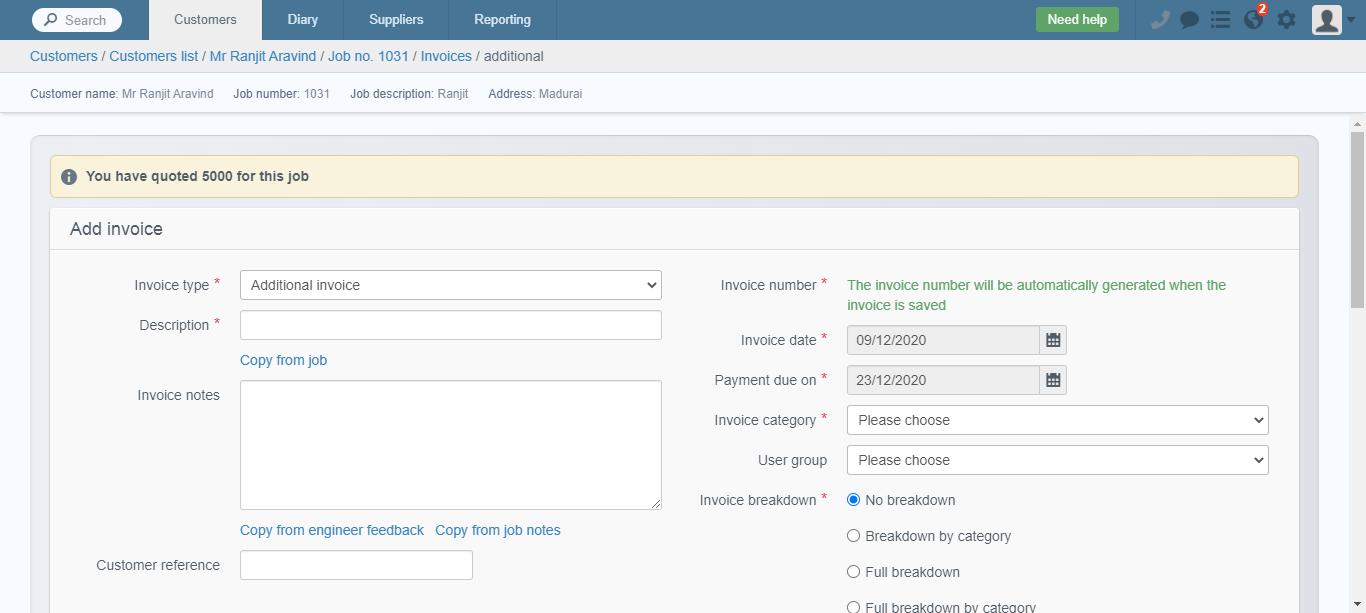 Search
Customers
Diary
Suppliers
Reporting
Need help
2
Customers / Customers list / Mr Ranjit Aravind / Job no. 1031 / Invoices / additional
Customer name: Mr Ranjit Aravind Job number: 1031 Job description: Ranjit Address: Madurai
You have quoted 5000 for this job
Add invoice
Invoice type *
Additional invoice
Description *
Copy from job
Invoice notes
Copy from engineer feedback Copy from job notes
Customer reference
Invoice number *
The invoice number will be automatically generated when the
invoice is saved
Invoice date *
09/12/2020
Payment due on *
23/12/2020
Invoice category *
Please choose
User group
Please choose
Invoice breakdown *
No breakdown
Breakdown by category
Full breakdown
Full breakdown by category